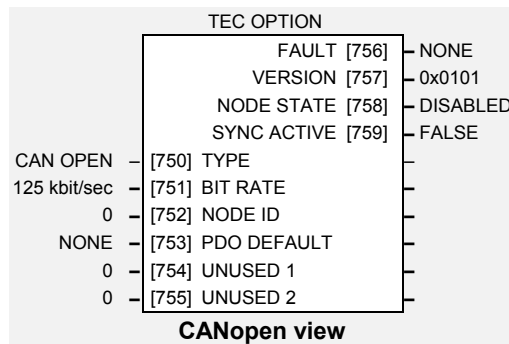 TEC OPTION
FAULT [756] NONE
VERSION [757] 0x0101
NODE STATE [758] DISABLED
SYNC ACTIVE [759] FALSE
CAN OPEN [750] TYPE
125 kbit/sec [751] BIT RATE
0 [752] NODE ID
NONE [753] PDO DEFAULT
0 [754] UNUSED 1
0 [755] UNUSED 2
CANopen view